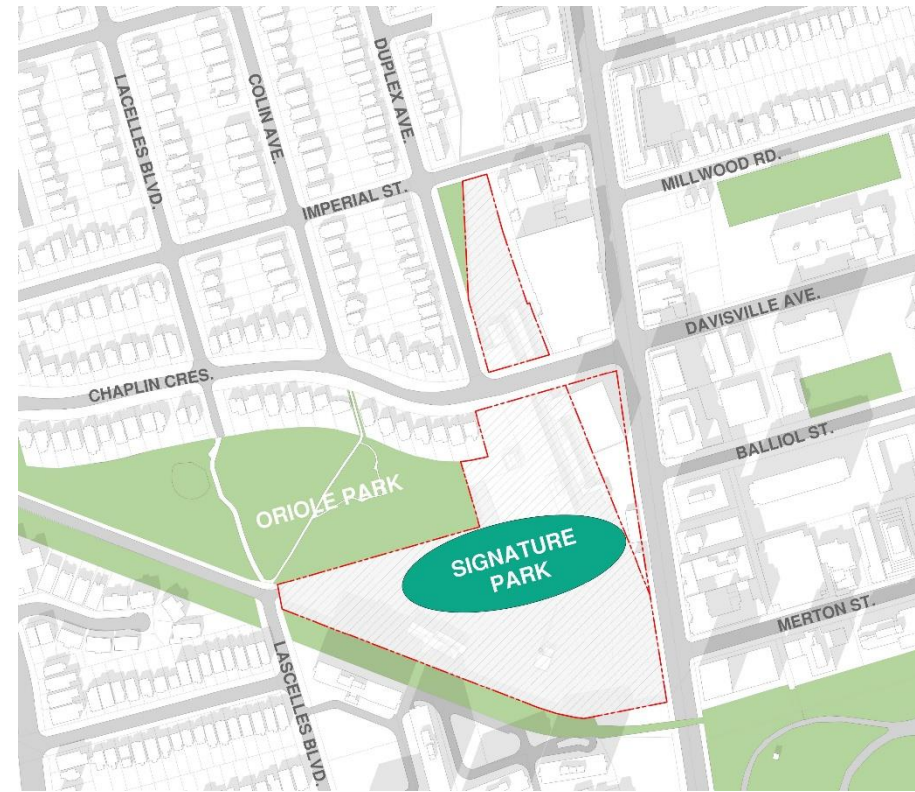 LACELLES BLVD.
COLIN AVE.
DUPLEX AVE.
IMPERIAL ST.
MILLWOOD RD.
DAVISVILLE AVE.
CHAPLIN CRES.
BALLIOL ST.
ORIOLE PARK
SIGNATURE
PARK
MERTON ST.
LASCELLES BLVD.